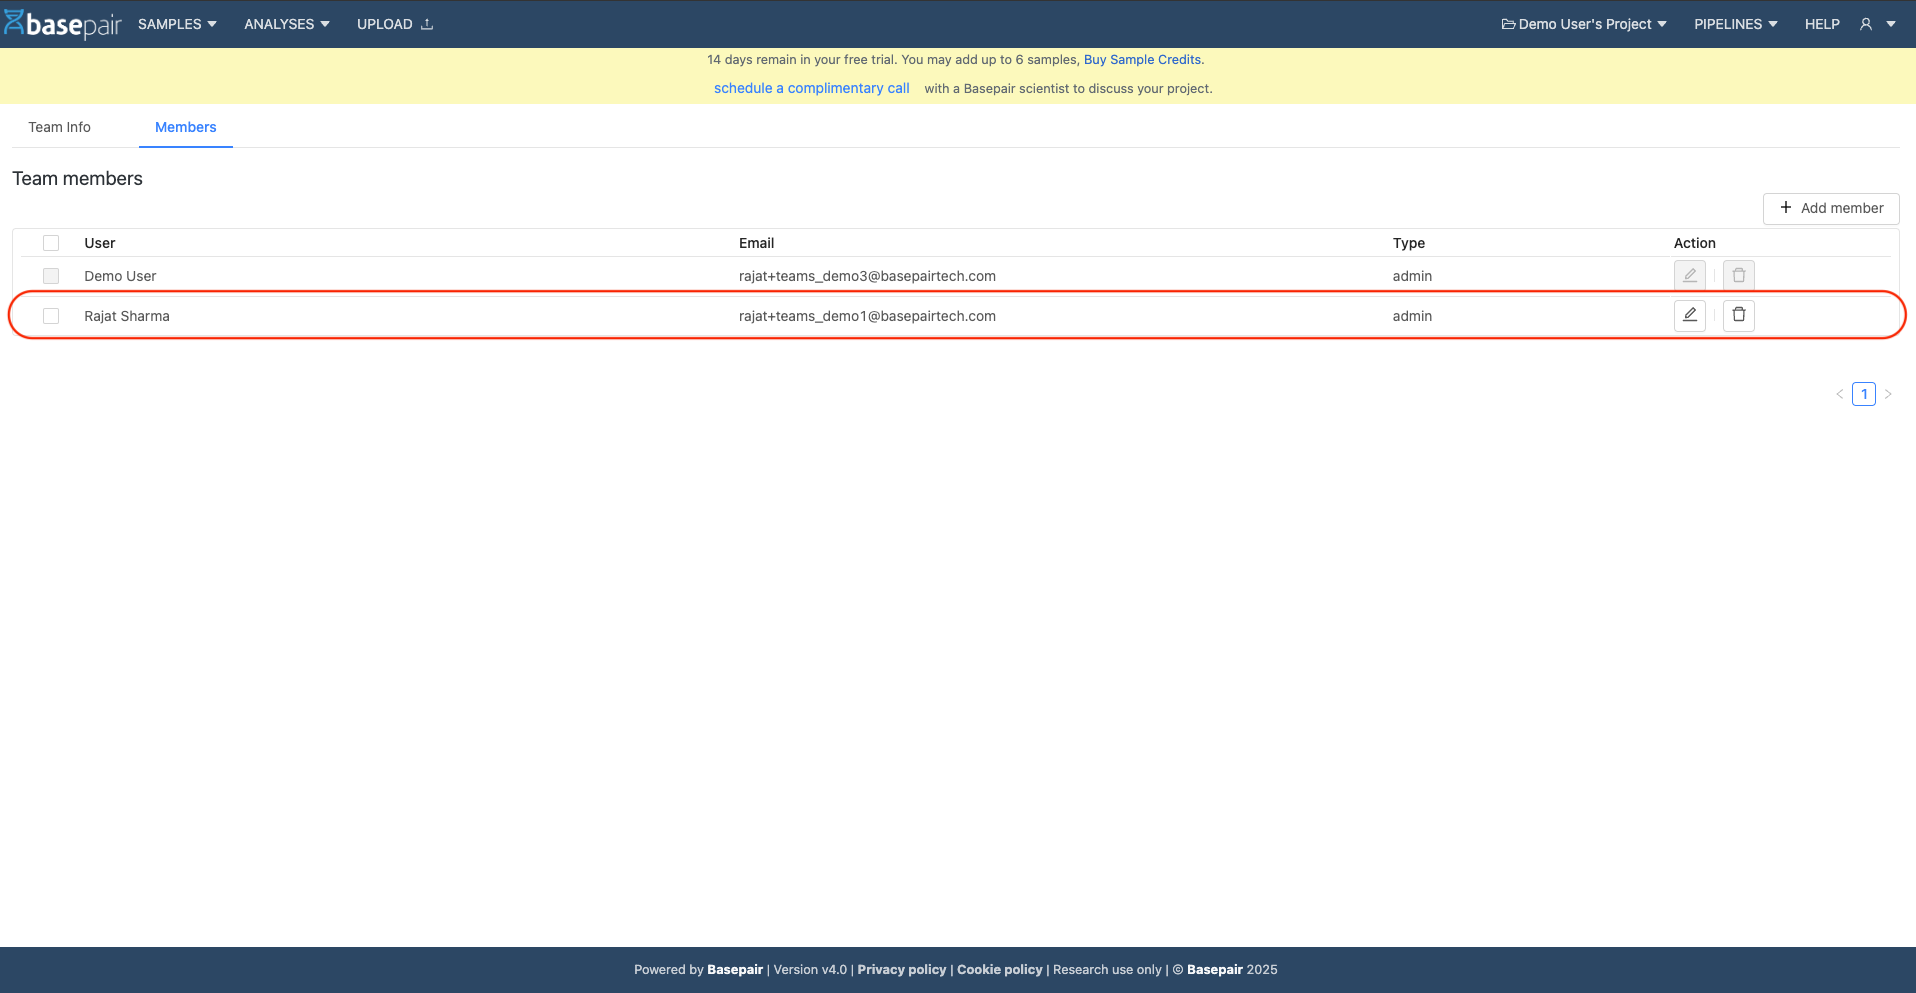 basepair SAMPLES ANALYSES UPLOAD Demo User's Project PIPELINES HELP
14 days remain in your free trial. You may add up to 6 samples, Buy Sample Credits.
schedule a complimentary call with a Basepair scientist to discuss your project.
Team Info Members
Team members
+ Add member
User Email Type Action
Demo User rajat+teams_demo3@basepairtech.com admin
Rajat Sharma rajat+teams_demo1@basepairtech.com admin
< 1 >
Powered by Basepair | Version v4.0 | Privacy policy | Cookie policy | Research use only | © Basepair 2025